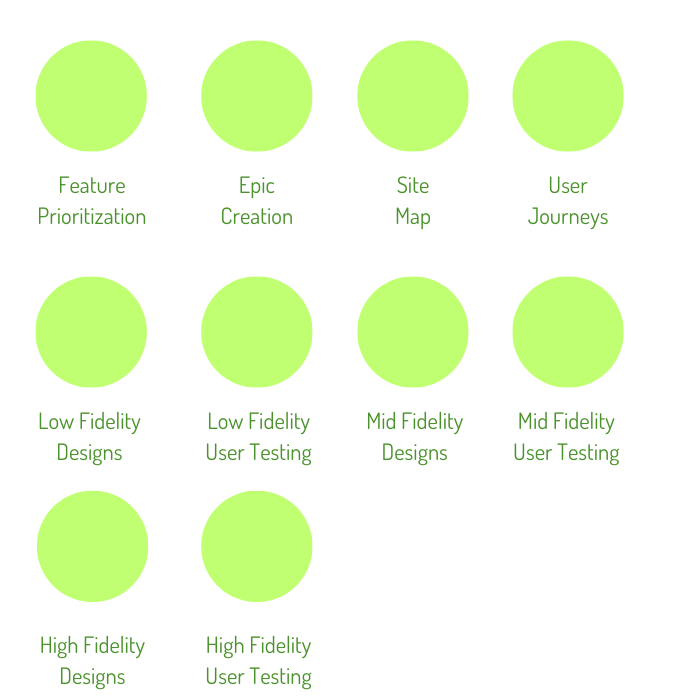 Feature
Prioritization
Epic
Creation
Site
Map
User
Journeys
Low Fidelity
Designs
Low Fidelity
User Testing
Mid Fidelity
Designs
Mid Fidelity
User Testing
High Fidelity
Designs
High Fidelity
User Testing